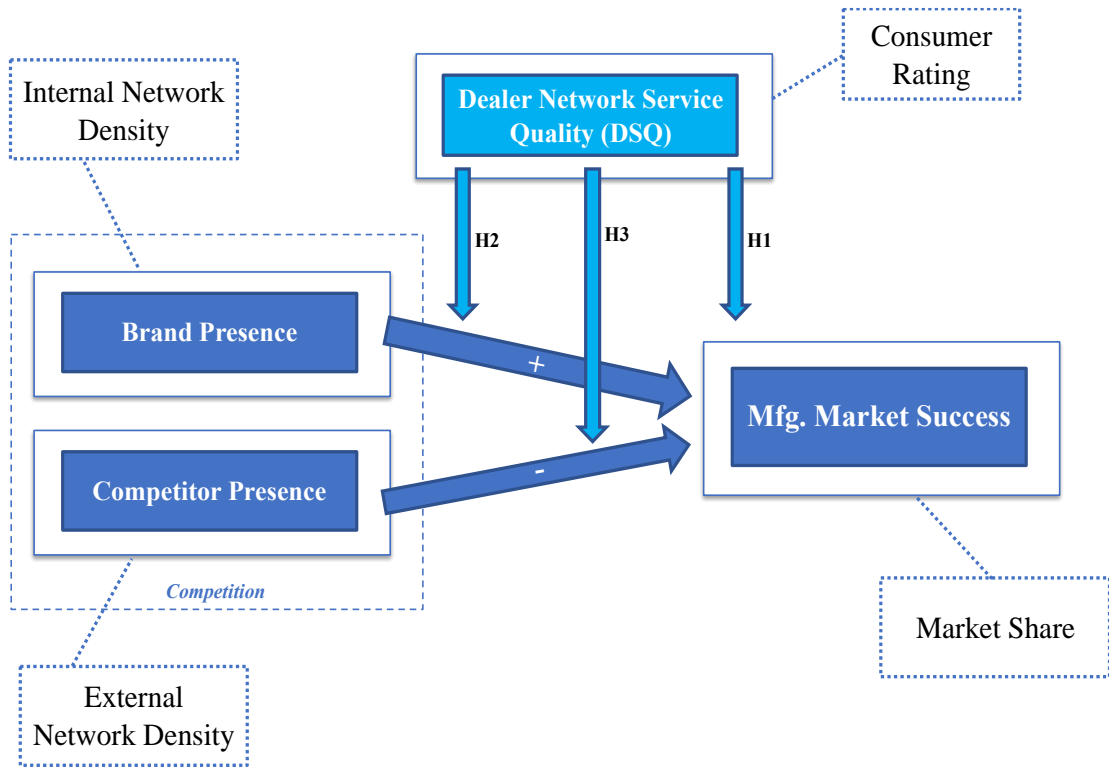 Consumer
Rating
Internal Network
Density
Dealer Network Service
Quality (DSQ)
H2
H3
H1
Brand Presence
+
Mfg. Market Success
Competitor Presence
-
Competition
Market Share
External
Network Density